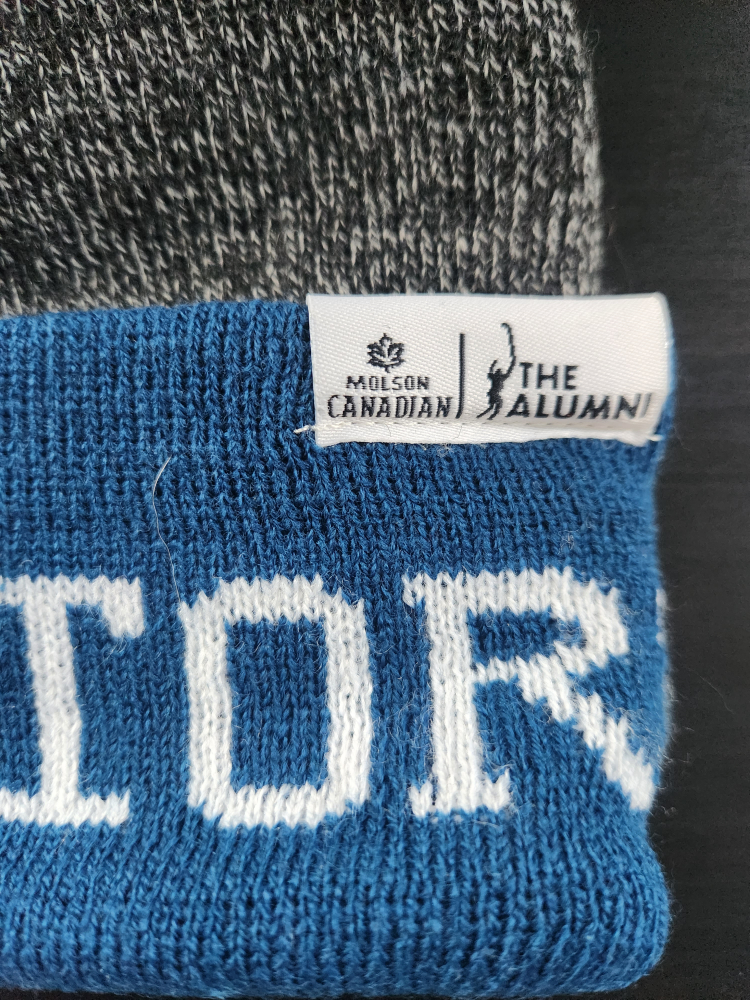 MOLSON
CANADIAN
THE
ALUMNI
TOR